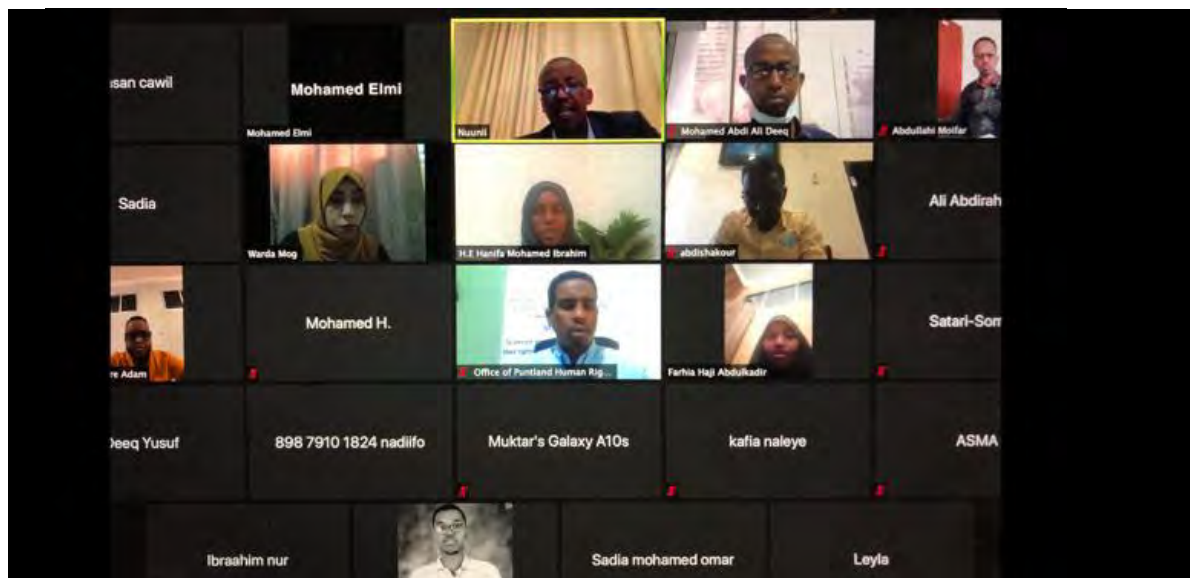 san cawil
Mohamed Elmi
Mohamed Elmi
Nuunii
Mohamed Abdi Ali Deeq
Abdullahi Moifar
Sadia
Warda Mog
H.E Hanifa Mohamed Ibrahim
abdishakour
Ali Abdirah
re Adam
Mohamed H.
Office of Puntland Human Rig...
Farhia Haji Abdulkadir
Satari-Som
Deeq Yusuf
898 7910 1824 nadiifo
Muktar's Galaxy A10s
kafia naleye
ASMA
Ibraahim nur
Sadia mohamed omar
Leyla